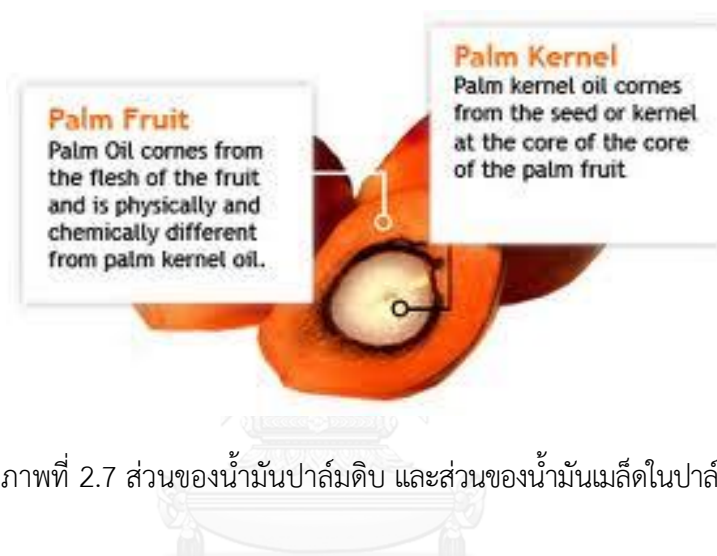 Palm Fruit
Palm Oil comes from
the flesh of the fruit
and is physically and
chemically different
from palm kernel oil.
Palm Kernel
Palm kernel oil comes
from the seed or kernel
at the core of the core
of the palm fruit
ภาพที่ 2.7 ส่วนของน้ำมันปาล์มดิบ และส่วนของน้ำมันเมล็ดในปาล์